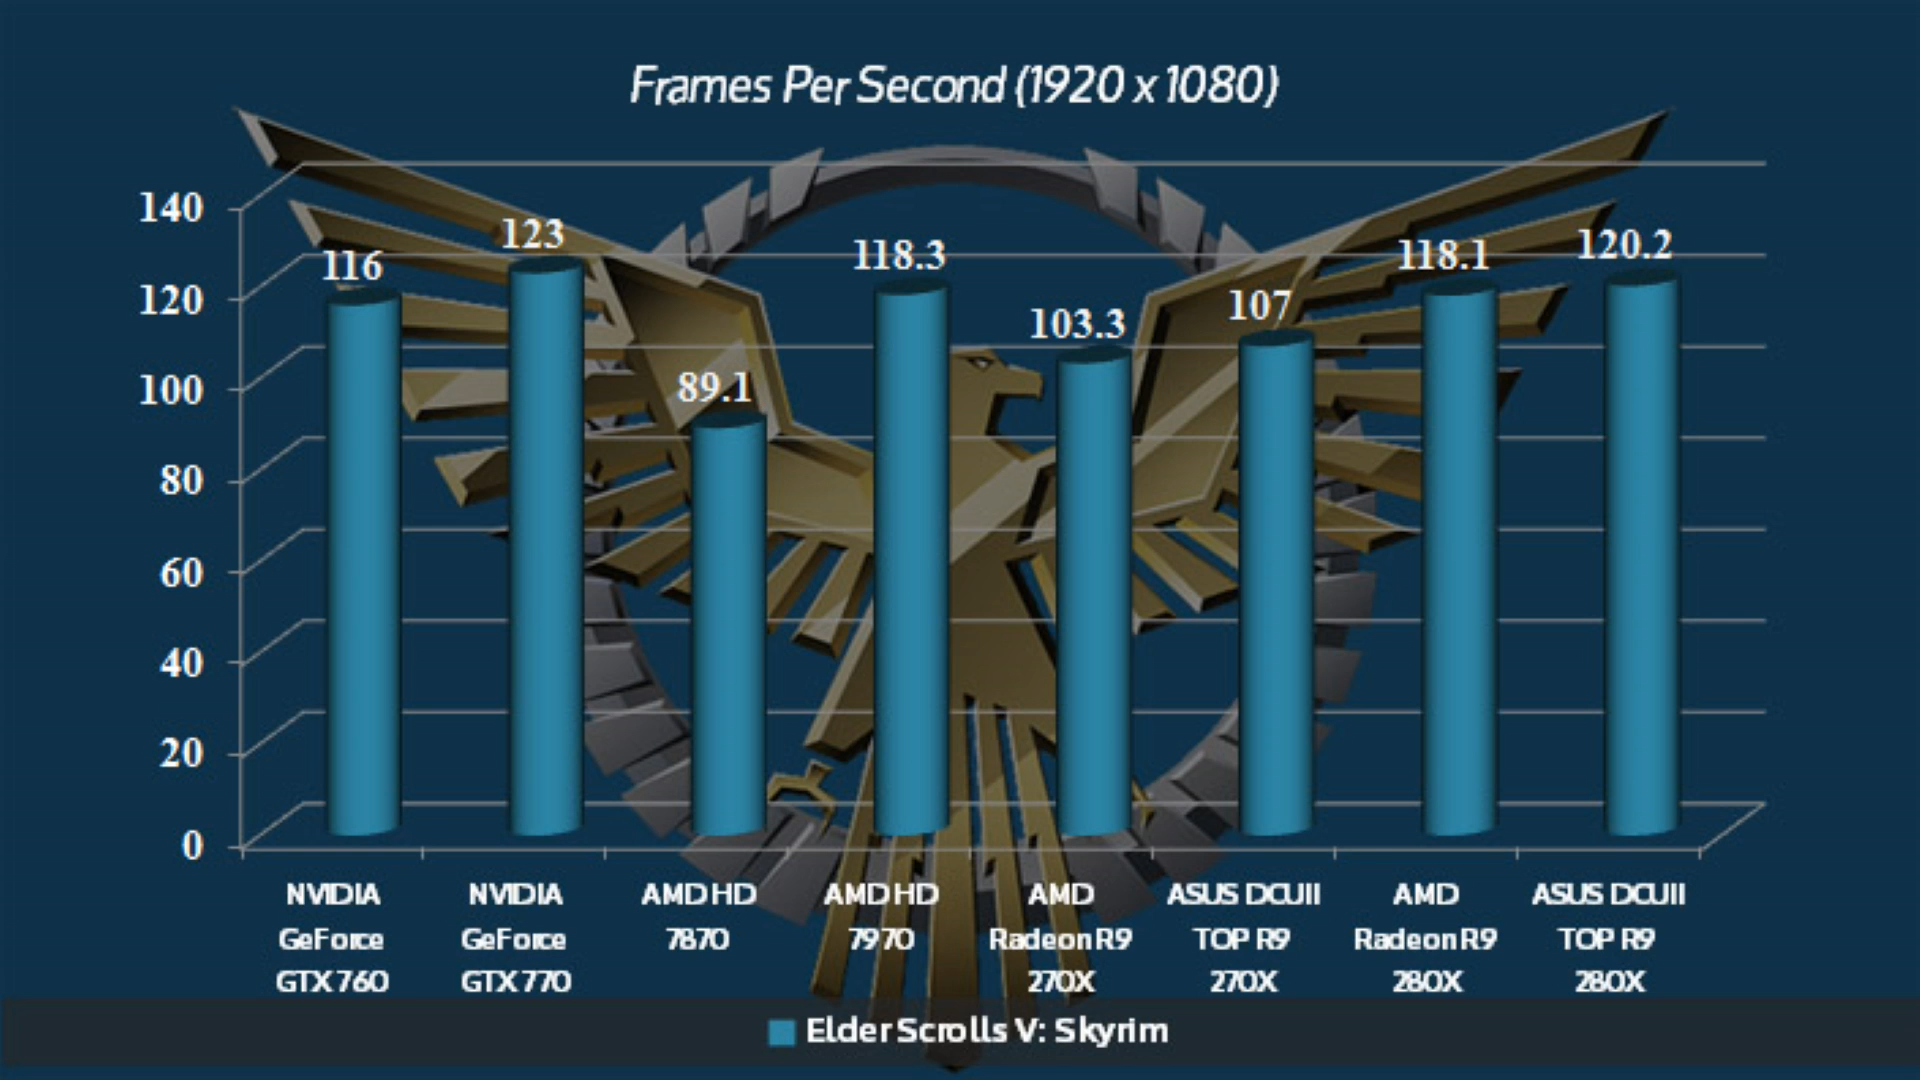 Frames Per Second (1920 x 1080)
140
120
100
80
60
40
20
0
116
123
89.1
118.3
103.3
107
118.1
120.2
NVIDIA
GeForce
GTX 760
NVIDIA
GeForce
GTX 770
AMD HD
7870
AMD HD
7970
AMD
Radeon R9
270X
ASUS DCUII
TOP R9
270X
AMD
Radeon R9
280X
ASUS DCUII
TOP R9
280X
Elder Scrolls V: Skyrim